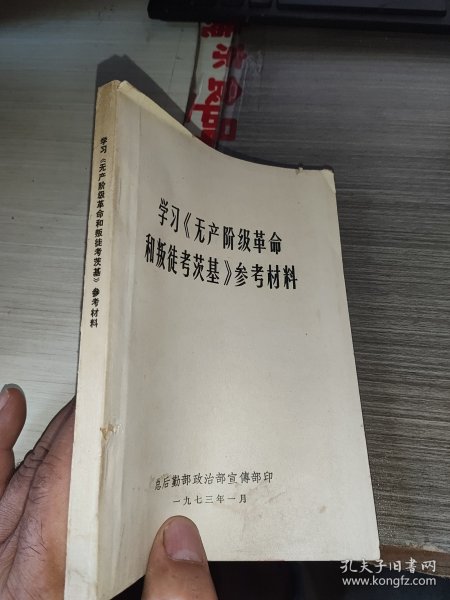 学习《无产阶级革命
和叛徒考茨基》参考材料
总后勤部政治部宣傳部印
一九七三年一月
学习《无产阶级革命和叛徒考茨基》参考材料
孔夫子旧书网
www.kongfz.com